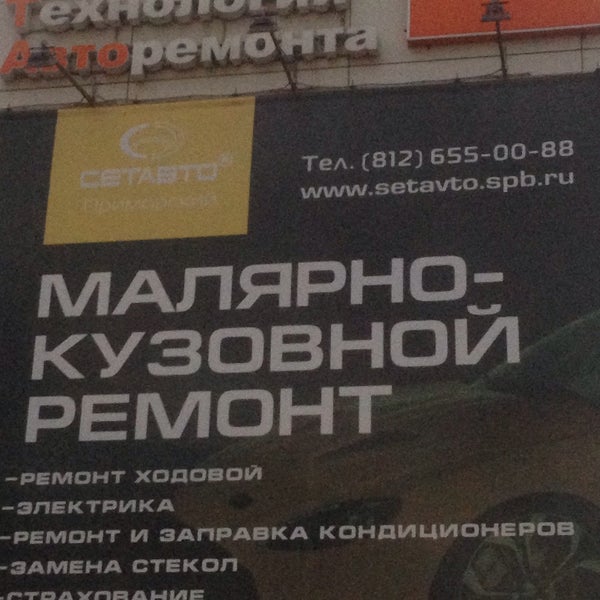 Технологии
Авторемонта
СЕТАВТО®
Приморский
Тел. (812) 655-00-88
www.setavto.spb.ru
МАЛЯРНО-
КУЗОВНОЙ
РЕМОНТ
-РЕМОНТ ХОДОВОЙ
-ЭЛЕКТРИКА
-РЕМОНТ И ЗАПРАВКА КОНДИЦИОНЕРОВ
-ЗАМЕНА СТЕКОЛ
-СТРАХОВАНИЕ